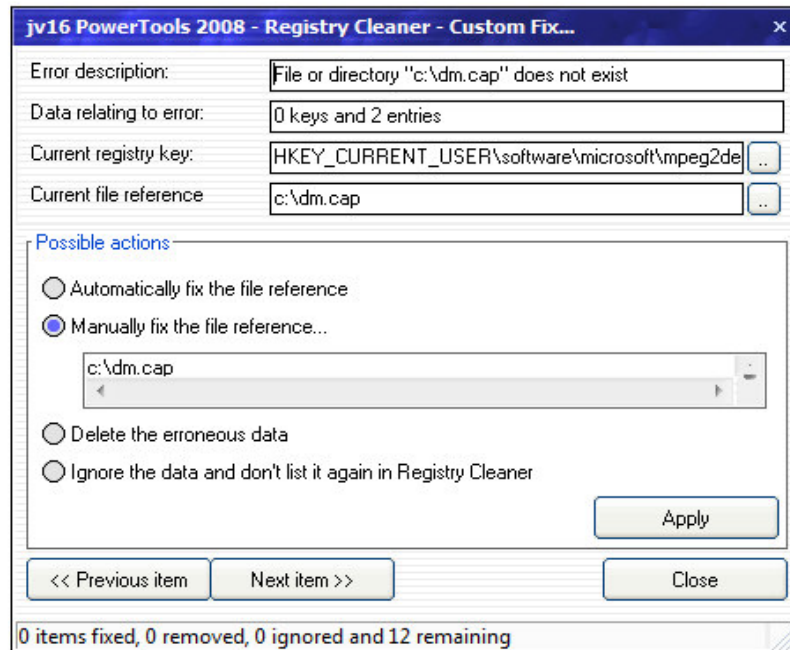 jv16 PowerTools 2008 - Registry Cleaner - Custom Fix...
Error description: File or directory "c:\dm.cap" does not exist
Data relating to error: 0 keys and 2 entries
Current registry key: HKEY_CURRENT_USER\software\microsoft\mpeg2de ..
Current file reference c:\dm.cap ..
Possible actions
Automatically fix the file reference
Manually fix the file reference...
c:\dm.cap
Delete the erroneous data
Ignore the data and don't list it again in Registry Cleaner
Apply
<< Previous item Next item >> Close
0 items fixed, 0 removed, 0 ignored and 12 remaining